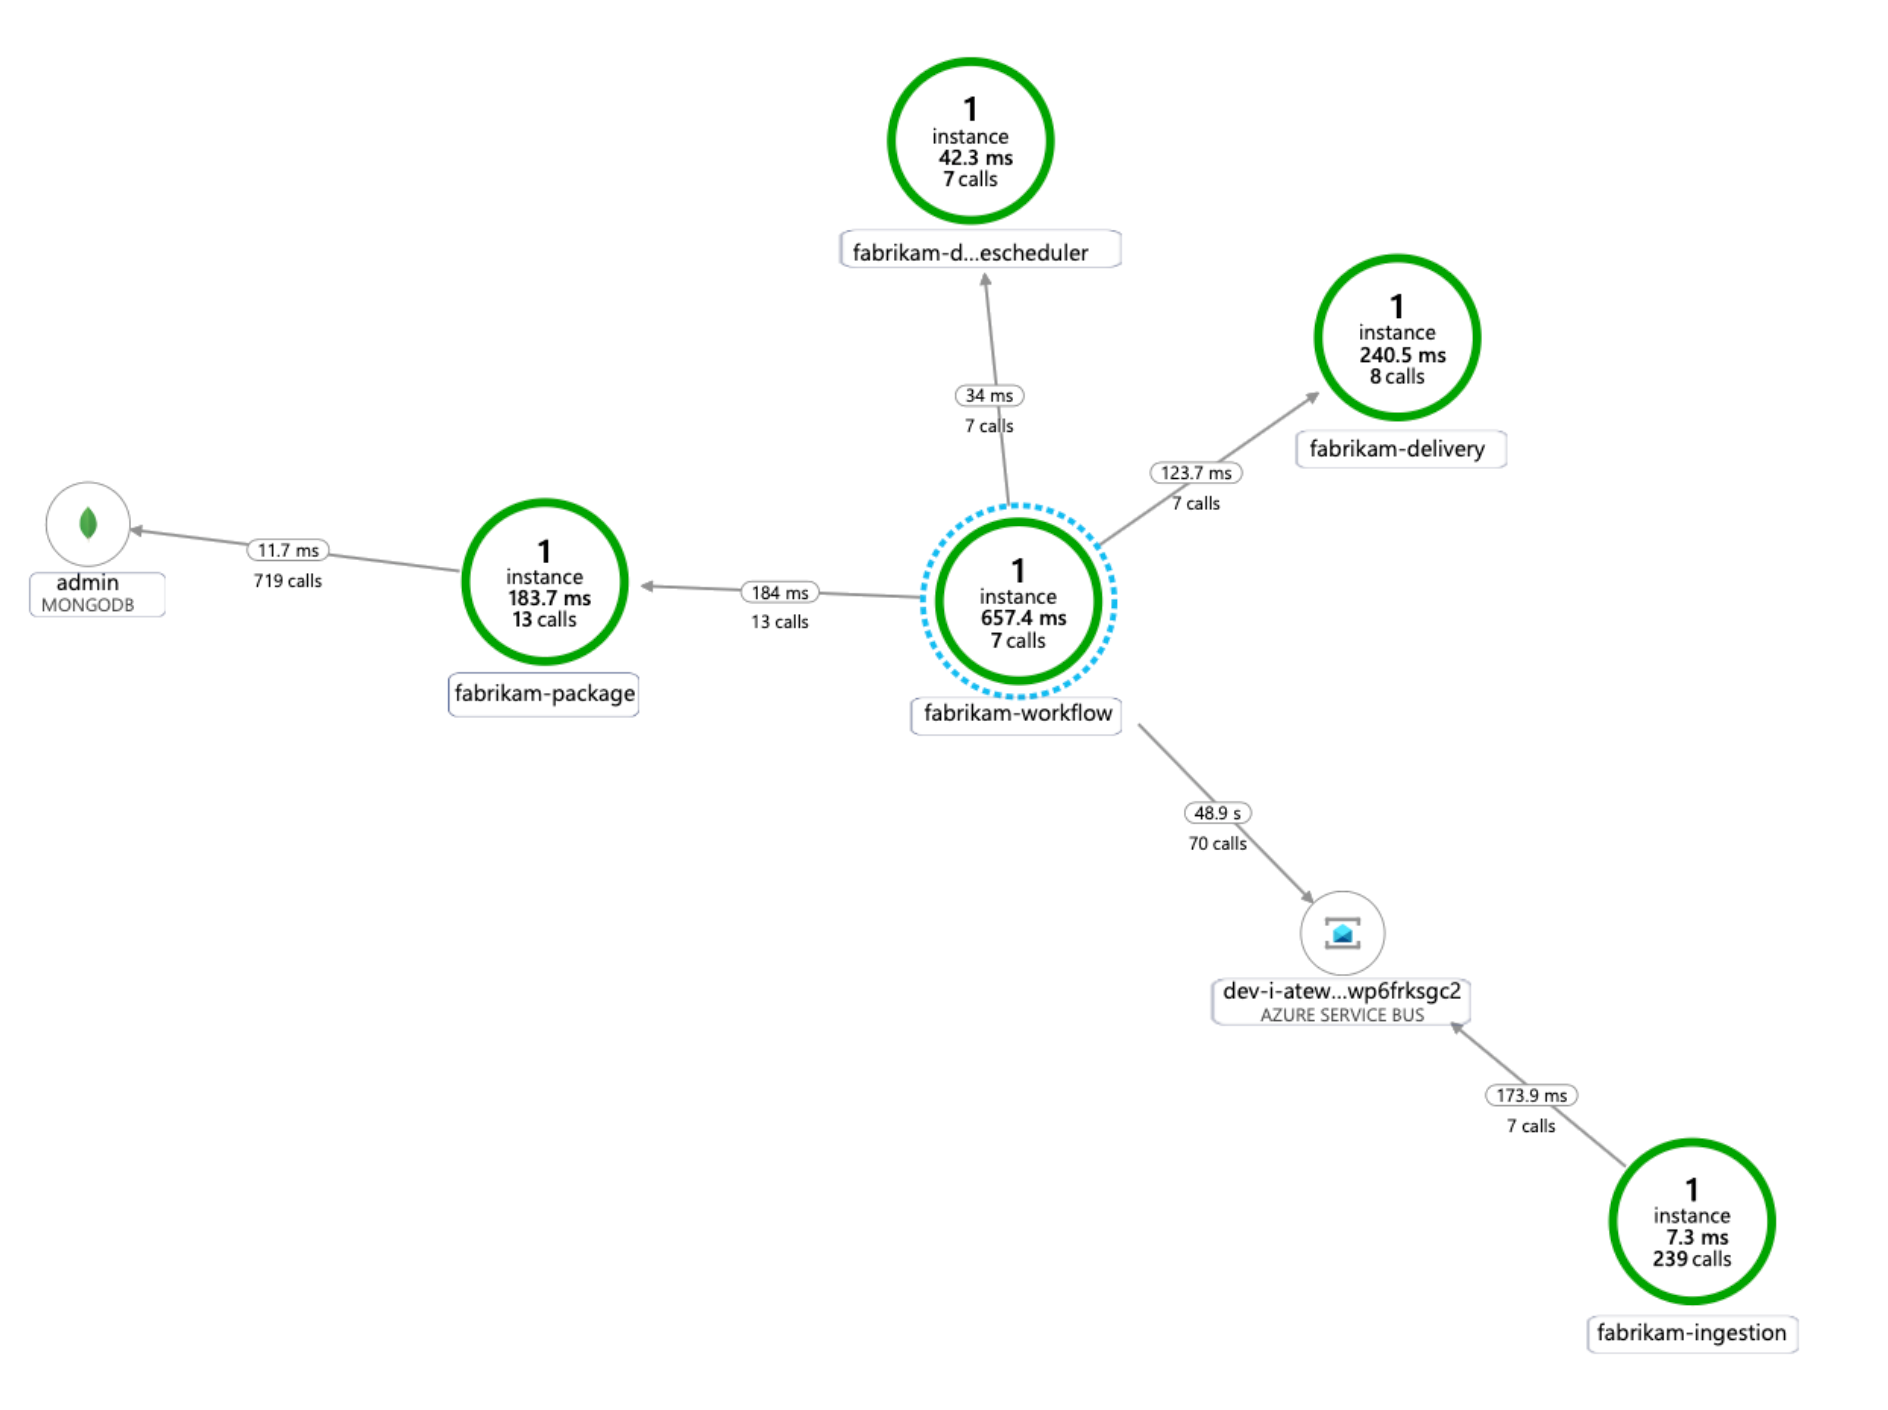 1
instance
42.3 ms
7 calls
fabrikam-d...escheduler
1
instance
240.5 ms
8 calls
fabrikam-delivery
34 ms
7 calls
123.7 ms
7 calls
admin
MONGODB
11.7 ms
719 calls
1
instance
183.7 ms
13 calls
fabrikam-package
184 ms
13 calls
1
instance
657.4 ms
7 calls
fabrikam-workflow
48.9 s
70 calls
dev-i-atew...wp6frksgc2
AZURE SERVICE BUS
173.9 ms
7 calls
1
instance
7.3 ms
239 calls
fabrikam-ingestion